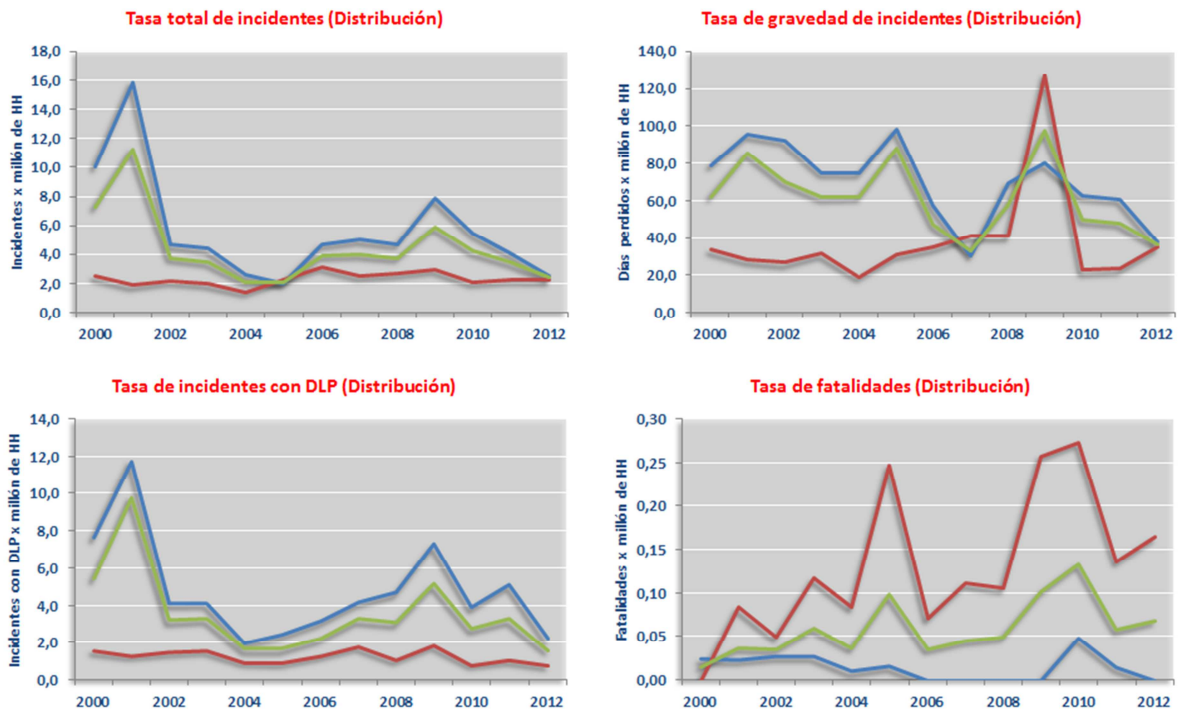 Tasa total de incidentes (Distribución)
Incidentes x millón de HH
18,0
16,0
14,0
12,0
10,0
8,0
6,0
4,0
2,0
0,0
2000 2002 2004 2006 2008 2010 2012
Tasa de gravedad de incidentes (Distribución)
Días perdidos x millón de HH
140,0
120,0
100,0
80,0
60,0
40,0
20,0
0,0
2000 2002 2004 2006 2008 2010 2012
Tasa de incidentes con DLP (Distribución)
Incidentes con DLP x millón de HH
14,0
12,0
10,0
8,0
6,0
4,0
2,0
0,0
2000 2002 2004 2006 2008 2010 2012
Tasa de fatalidades (Distribución)
Fatalidades x millón de HH
0,30
0,25
0,20
0,15
0,10
0,05
0,00
2000 2002 2004 2006 2008 2010 2012